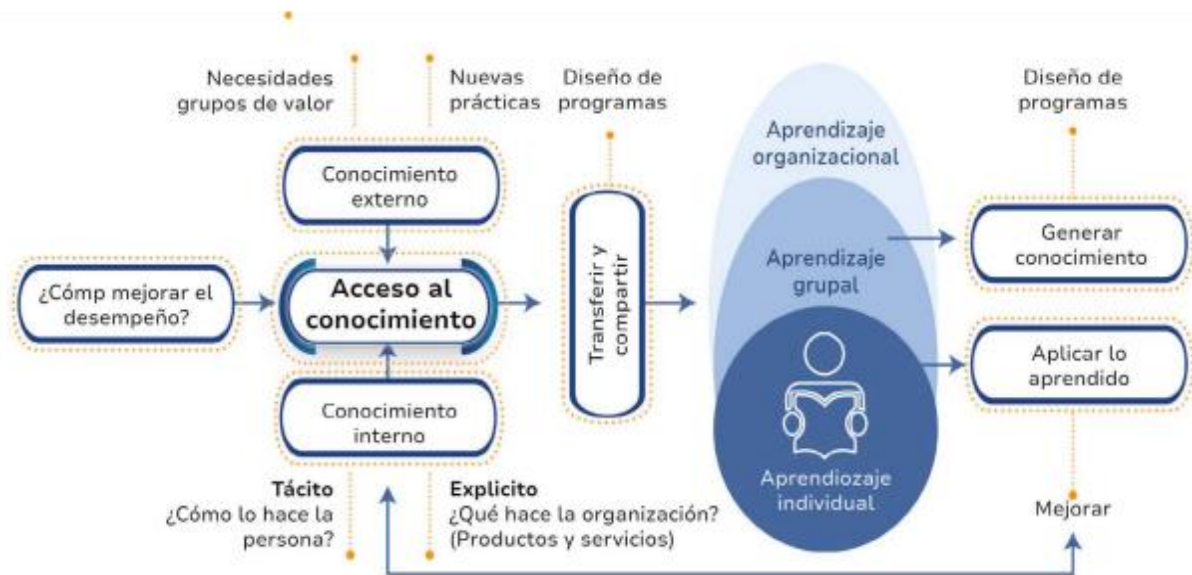 Necesidades
grupos de valor
Nuevas
prácticas
Diseño de
programas
Diseño de
programas
Conocimiento
externo
Aprendizaje
organizacional
Generar
conocimiento
¿Cómp mejorar el
desempeño?
Acceso al
conocimiento
Transferir y
compartir
Aprendizaje
grupal
Aplicar lo
aprendido
Conocimiento
interno
Aprendiozaje
individual
Tácito
¿Cómo lo hace la
persona?
Explicito
¿Qué hace la organización?
(Productos y servicios)
Mejorar